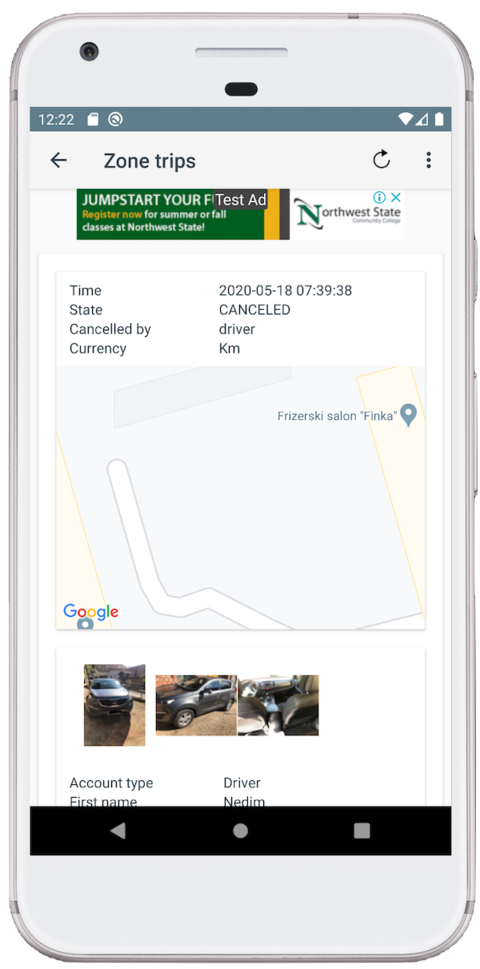 12:22
Zone trips
JUMPSTART YOUR F
Test Ad
Register now for summer or fall
classes at Northwest State!
Northwest State
Community College
Time 2020-05-18 07:39:38
State CANCELED
Cancelled by driver
Currency Km
Frizerski salon "Finka"
Google
Account type Driver
First name Nedim